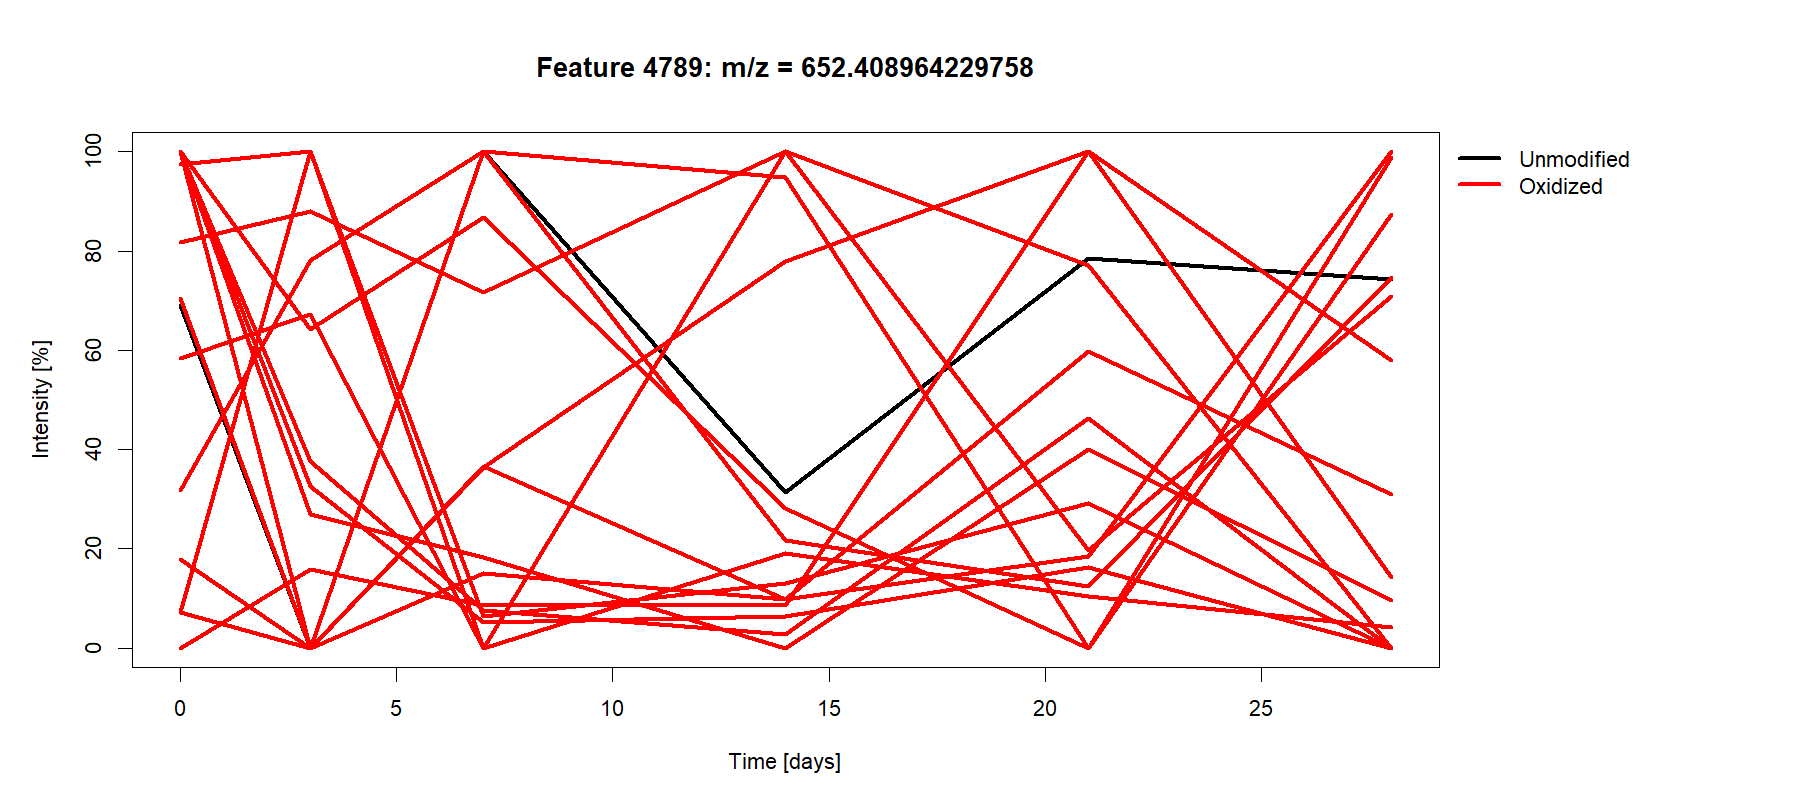 Feature 4789: m/z = 652.408964229758
Unmodified
Oxidized
Intensity [%]
100
80
60
40
20
0
0 5 10 15 20 25
Time [days]